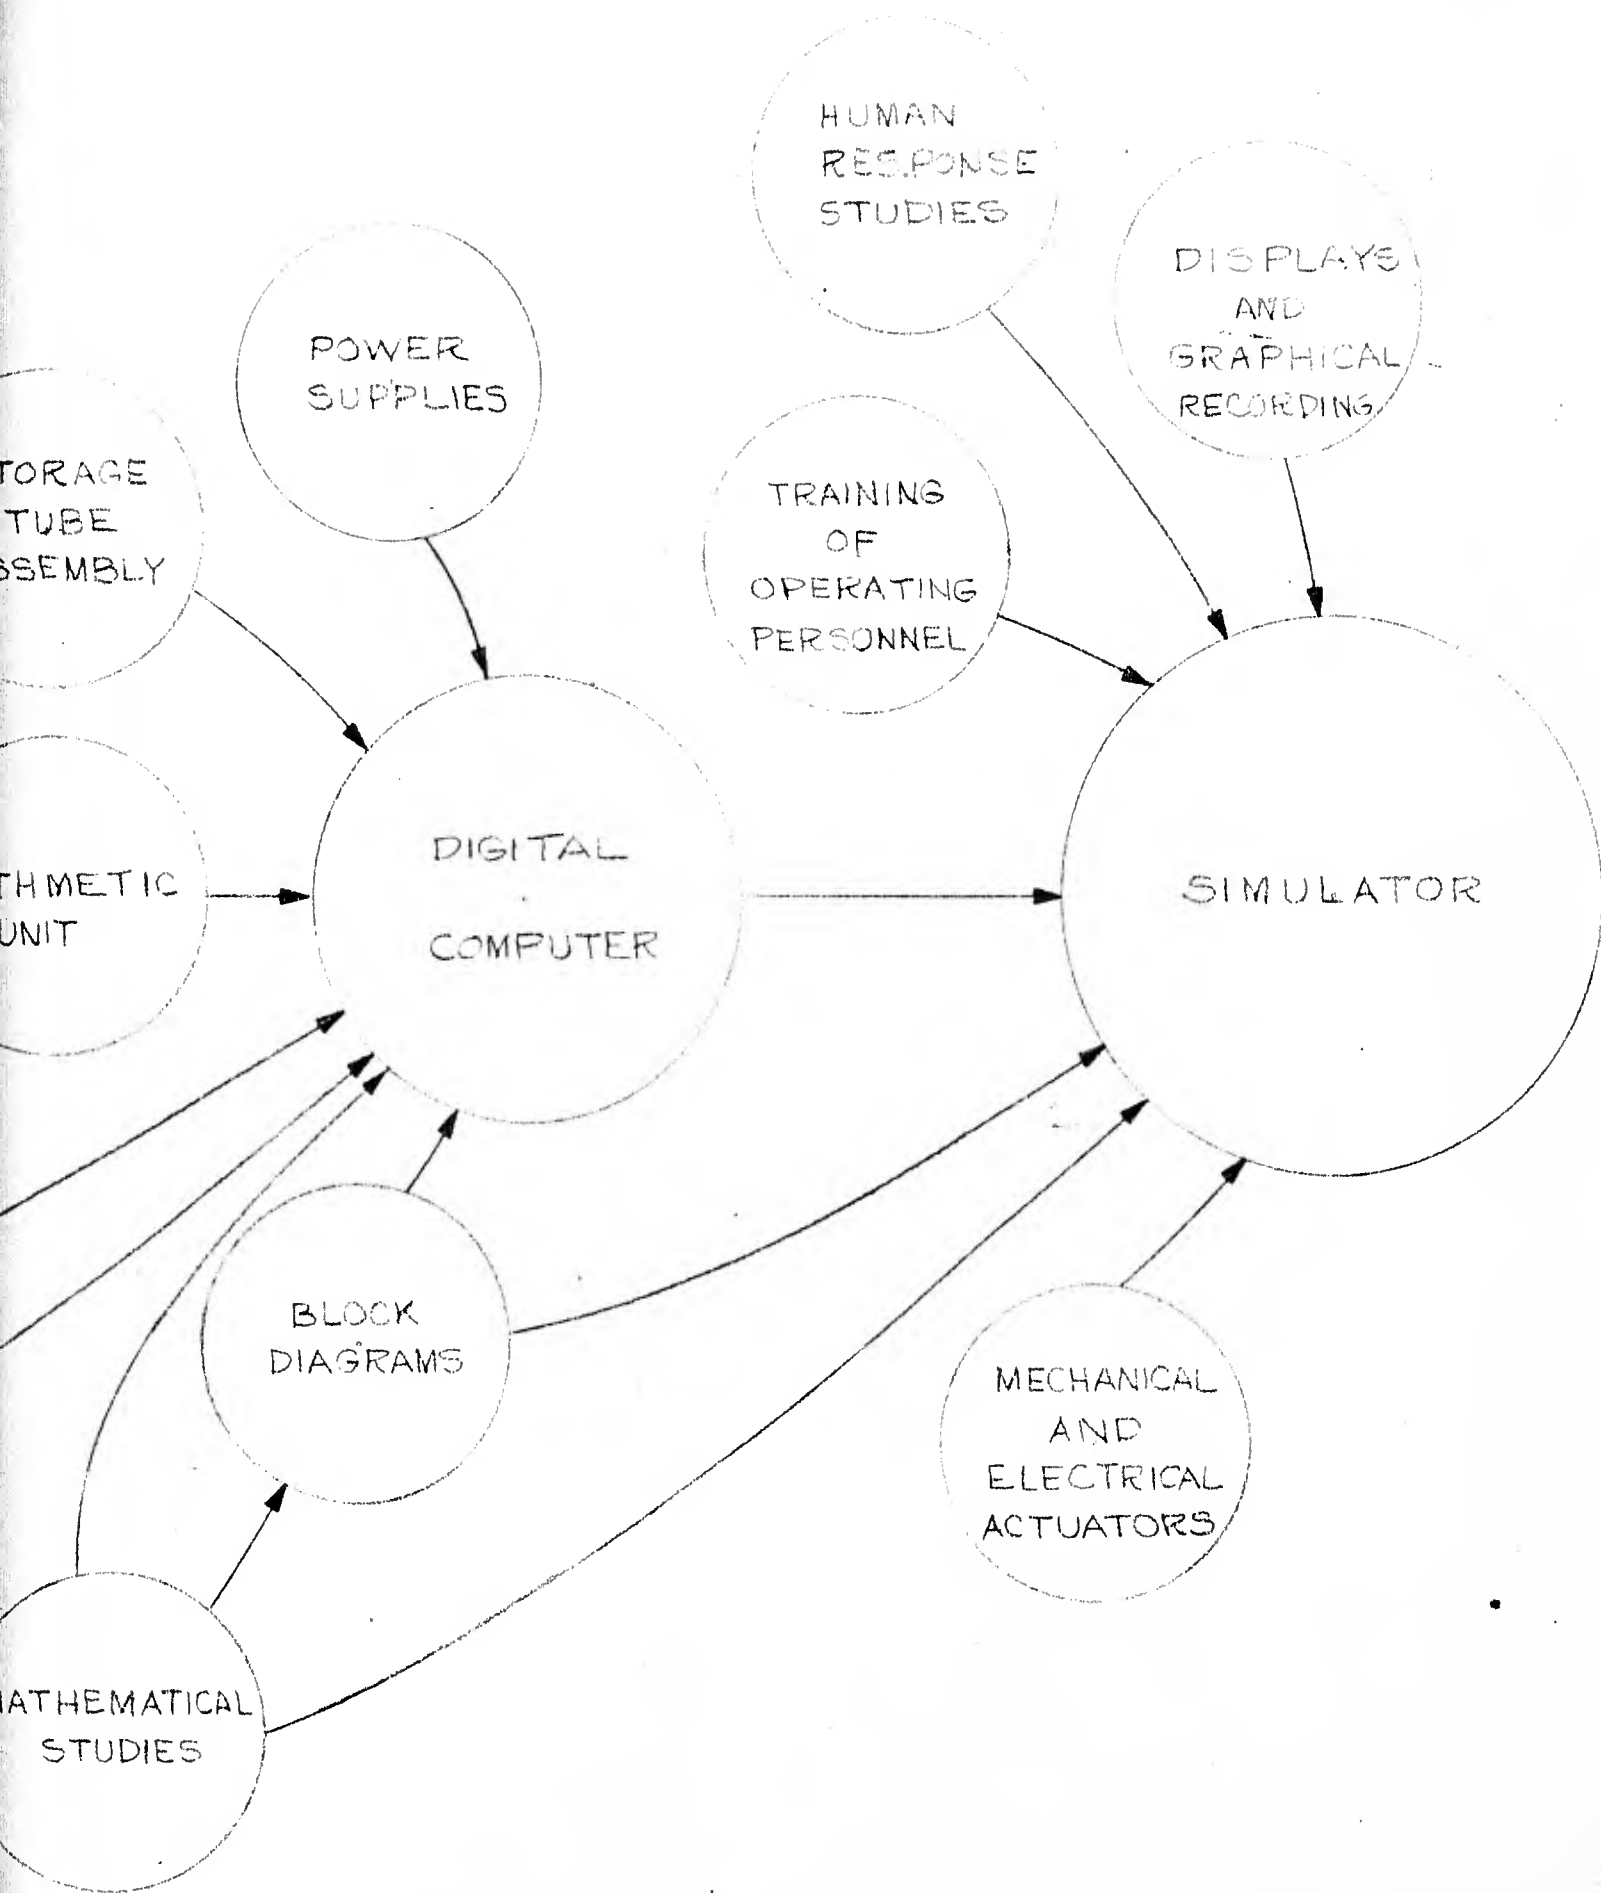 HUMAN
RESPONSE
STUDIES
DISPLAYS
AND
GRAPHICAL
RECORDING
POWER
SUPPLIES
TORAGE
TUBE
SSEMBLY
TRAINING
OF
OPERATING
PERSONNEL
DIGITAL
COMPUTER
THMETIC
UNIT
SIMULATOR
BLOCK
DIAGRAMS
MECHANICAL
AND
ELECTRICAL
ACTUATORS
ATHEMATICAL
STUDIES